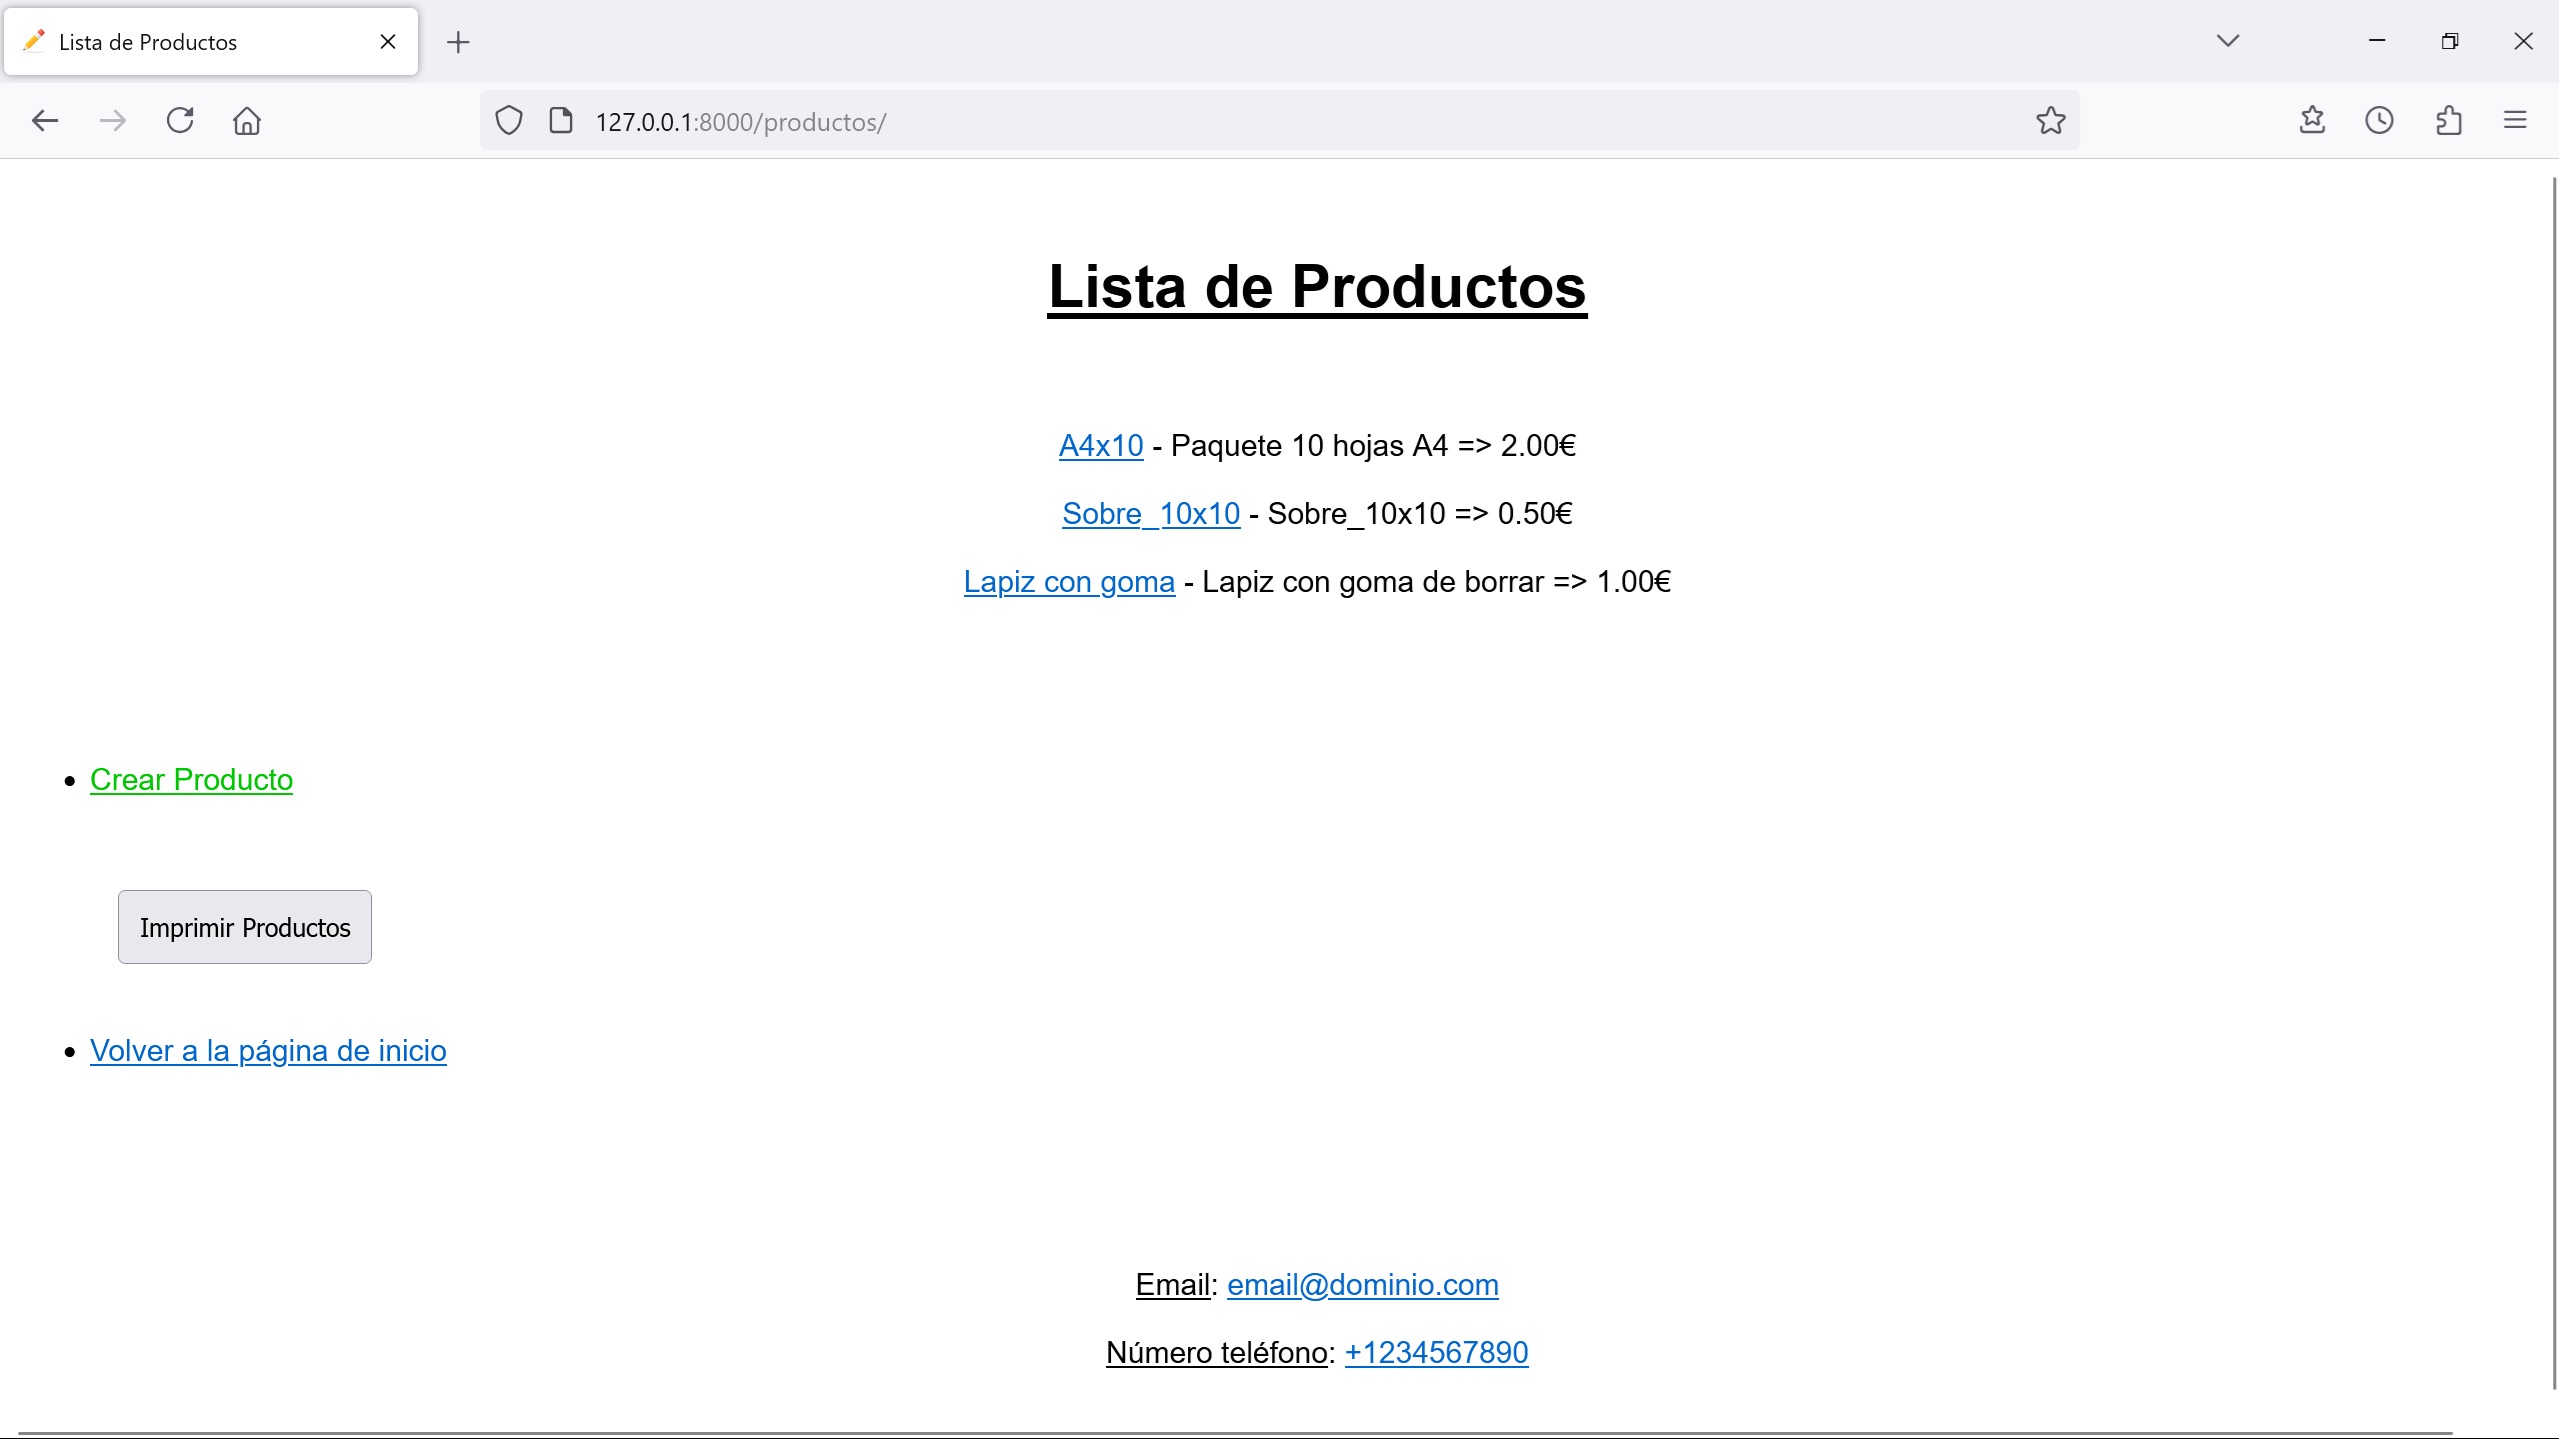 Lista de Productos
127.0.0.1:8000/productos/
Lista de Productos
A4x10 - Paquete 10 hojas A4 => 2.00€
Sobre_10x10 - Sobre_10x10 => 0.50€
Lapiz con goma - Lapiz con goma de borrar => 1.00€
Crear Producto
Imprimir Productos
Volver a la página de inicio
Email: email@dominio.com
Número teléfono: +1234567890